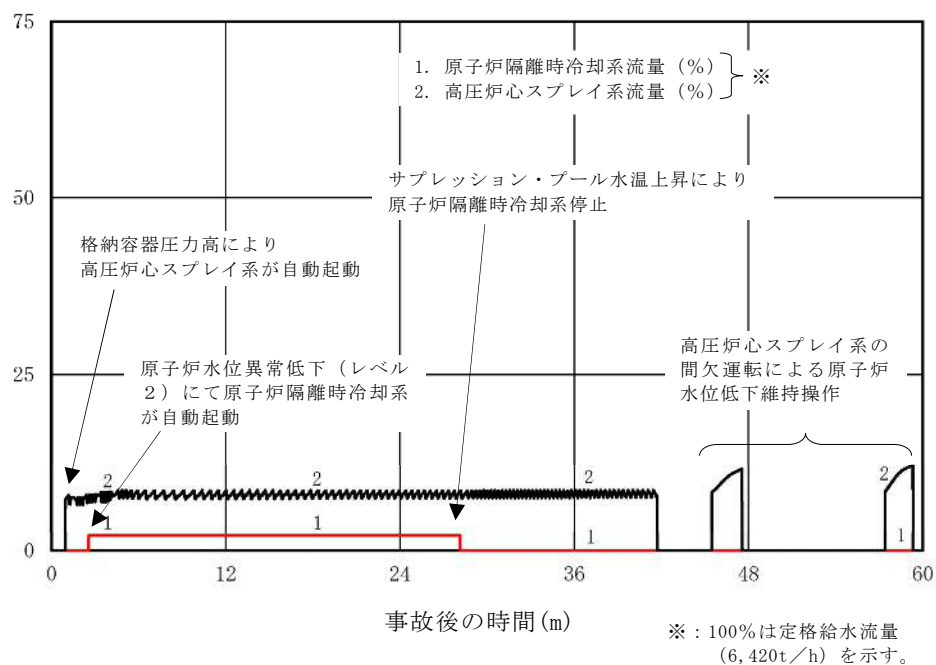 75
1. 原子炉隔離時冷却系流量 (%)
2. 高圧炉心スプレイ系流量 (%)
※
50
サプレッション・プール水温上昇により
原子炉隔離時冷却系停止
格納容器圧力高により
高圧炉心スプレイ系が自動起動
25
原子炉水位異常低下（レベル
２）にて原子炉隔離時冷却系
が自動起動
高圧炉心スプレイ系の
間欠運転による原子炉
水位低下維持操作
2 2 2 2
1 1 1 1
0
0 12 24 36 48 60
事故後の時間(m)
※：100％は定格給水流量
（6,420t／h）を示す。